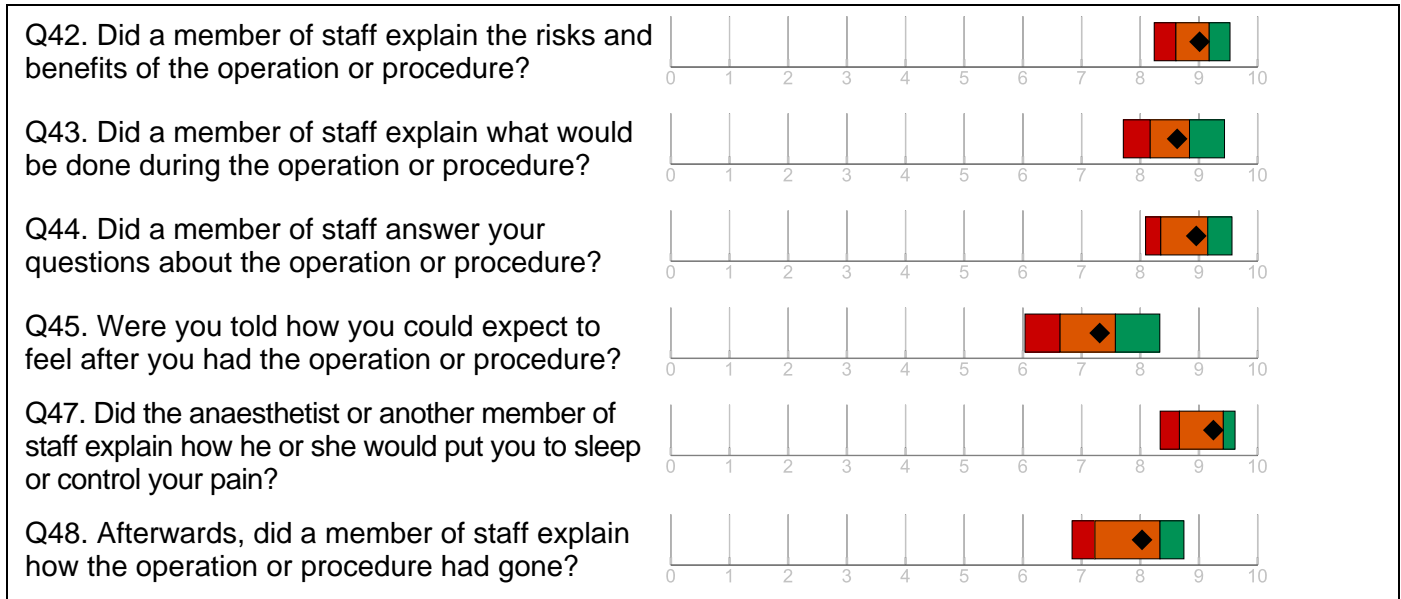 Q42. Did a member of staff explain the risks and
benefits of the operation or procedure?
0 1 2 3 4 5 6 7 8 9 10
Q43. Did a member of staff explain what would
be done during the operation or procedure?
0 1 2 3 4 5 6 7 8 9 10
Q44. Did a member of staff answer your
questions about the operation or procedure?
0 1 2 3 4 5 6 7 8 9 10
Q45. Were you told how you could expect to
feel after you had the operation or procedure?
0 1 2 3 4 5 6 7 8 9 10
Q47. Did the anaesthetist or another member of
staff explain how he or she would put you to sleep
or control your pain?
0 1 2 3 4 5 6 7 8 9 10
Q48. Afterwards, did a member of staff explain
how the operation or procedure had gone?
0 1 2 3 4 5 6 7 8 9 10